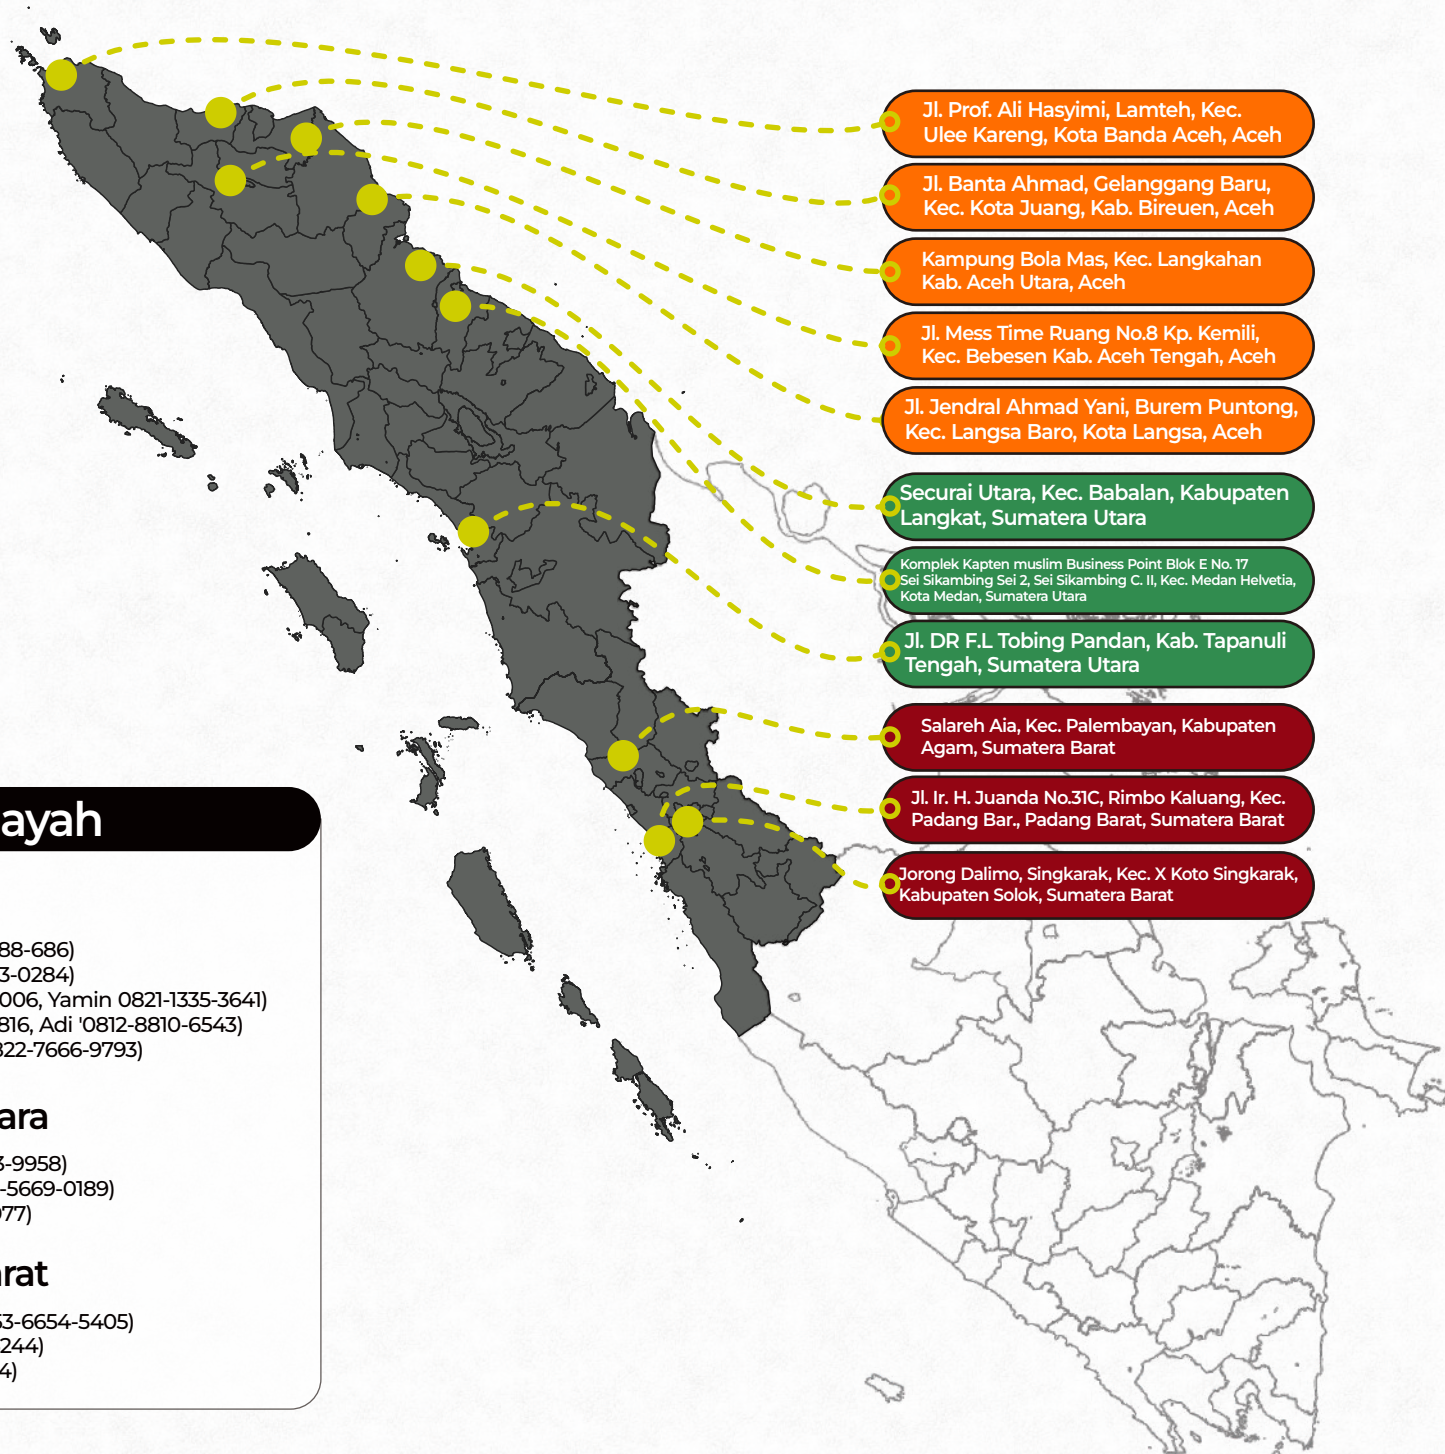 Jl. Prof. Ali Hasyimi, Lamteh, Kec.
Ulee Kareng, Kota Banda Aceh, Aceh
Jl. Banta Ahmad, Gelanggang Baru,
Kec. Kota Juang, Kab. Bireuen, Aceh
Kampung Bola Mas, Kec. Langkahan
Kab. Aceh Utara, Aceh
Jl. Mess Time Ruang No.8 Kp. Kemili,
Kec. Bebesen Kab. Aceh Tengah, Aceh
Jl. Jendral Ahmad Yani, Burem Puntong,
Kec. Langsa Baro, Kota Langsa, Aceh
Securai Utara, Kec. Babalan, Kabupaten
Langkat, Sumatera Utara
Komplek Kapten muslim Business Point Blok E No. 17
Sei Sikambing Sei 2, Sei Sikambing C. II, Kec. Medan Helvetia,
Kota Medan, Sumatera Utara
Jl. DR F.L Tobing Pandan, Kab. Tapanuli
Tengah, Sumatera Utara
Salareh Aia, Kec. Palembayan, Kabupaten
Agam, Sumatera Barat
Jl. Ir. H. Juanda No.31C, Rimbo Kaluang, Kec.
Padang Bar., Padang Barat, Sumatera Barat
Jorong Dalimo, Singkarak, Kec. X Koto Singkarak,
Kabupaten Solok, Sumatera Barat
ayah
88-686)
3-0284)
006, Yamin 0821-1335-3641)
816, Adi '0812-8810-6543)
822-7666-9793)
ara
3-9958)
-5669-0189)
077)
arat
53-6654-5405)
244)
4)